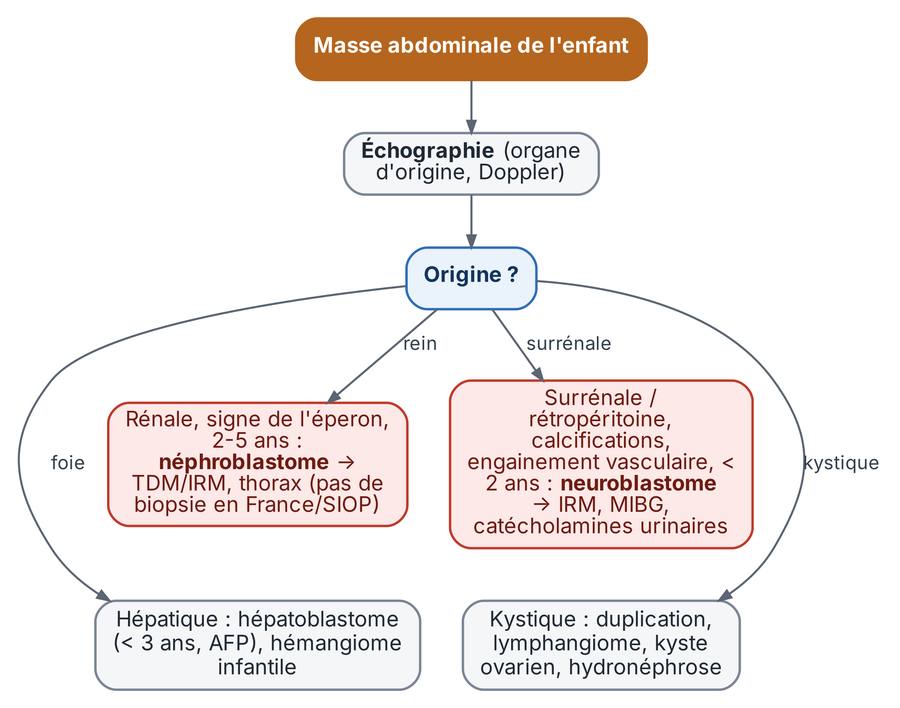 Masse abdominale de l'enfant
Échographie (organe
d'origine, Doppler)
Origine ?
rein
surrénale
foie
kystique
Rénale, signe de l'éperon,
2-5 ans :
néphroblastome →
TDM/IRM, thorax (pas de
biopsie en France/SIOP)
Surrénale /
rétropéritoine,
calcifications,
engainement vasculaire, <
2 ans : neuroblastome
→ IRM, MIBG,
catécholamines urinaires
Hépatique : hépatoblastome
(< 3 ans, AFP), hémangiome
infantile
Kystique : duplication,
lymphangiome, kyste
ovarien, hydronéphrose